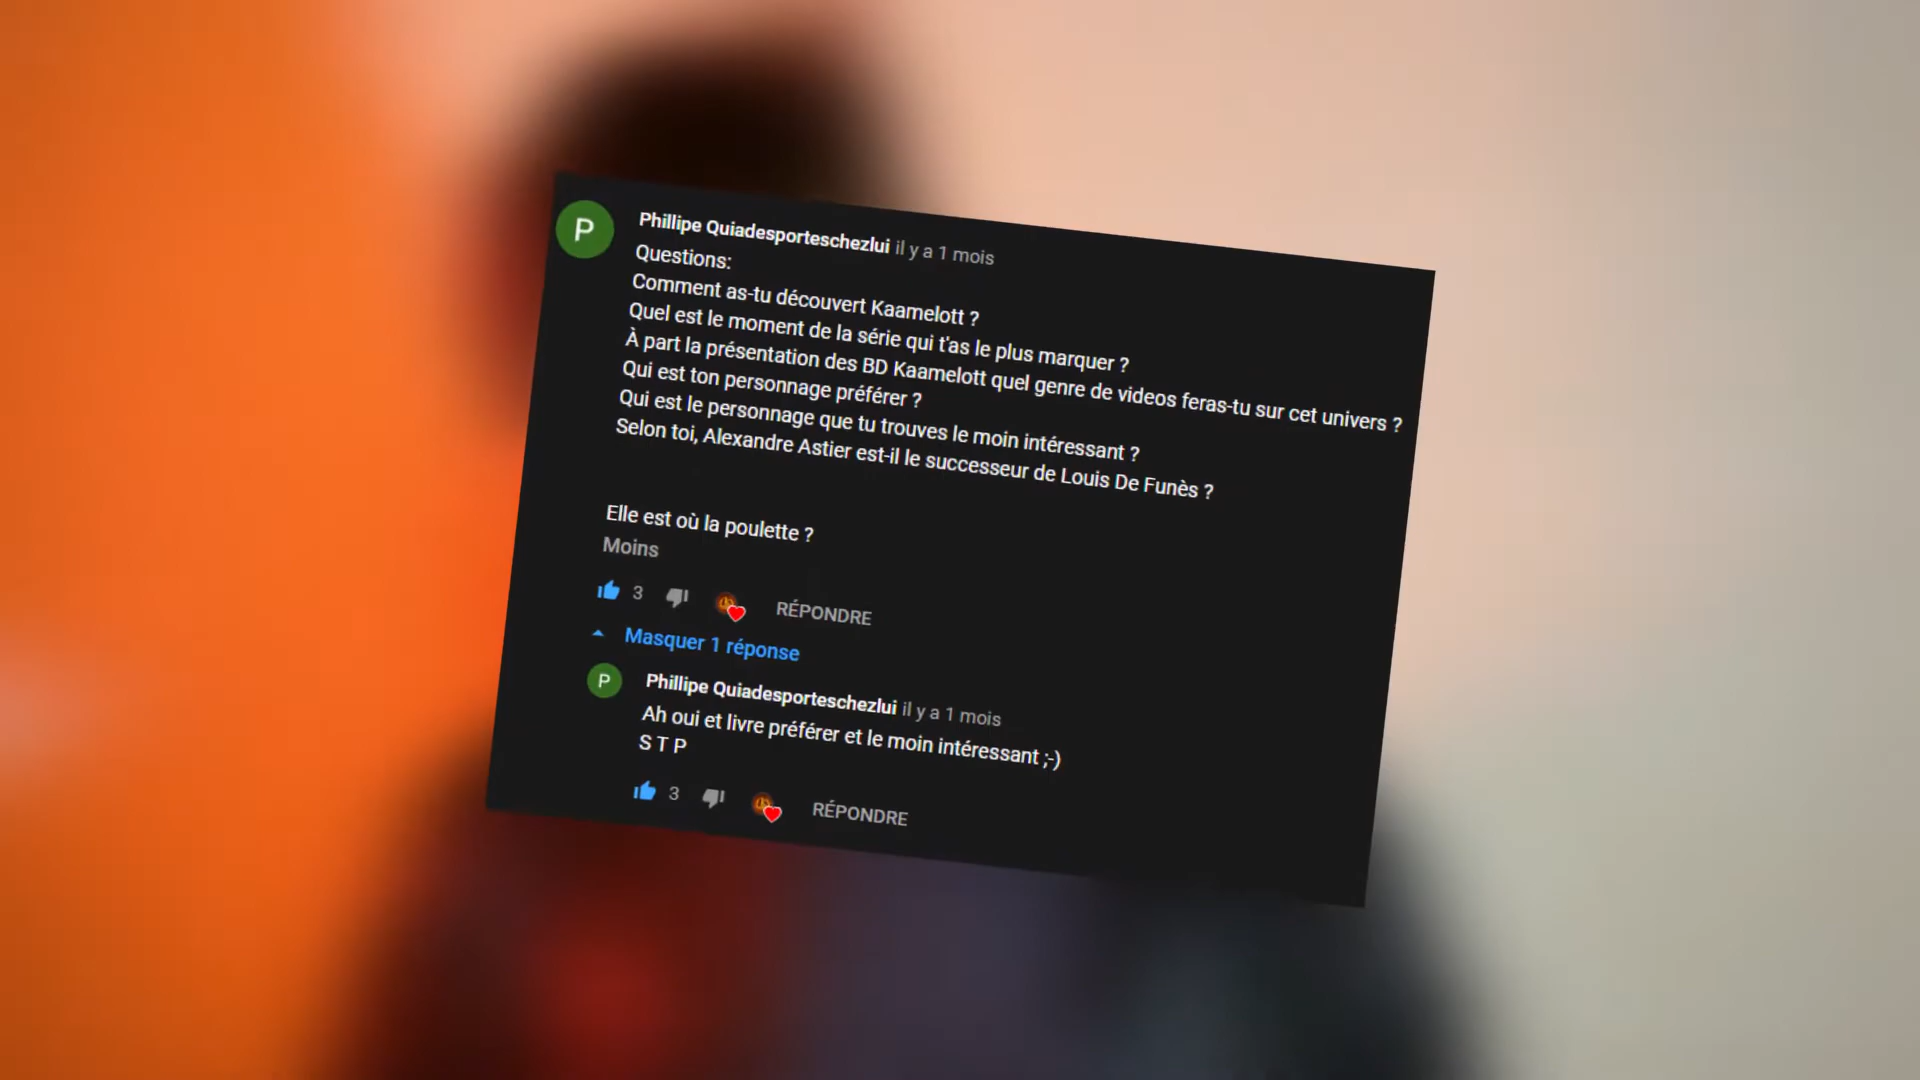 P
Phillipe Quiadesporteschezlui il y a 1 mois
Questions:
Comment as-tu découvert Kaamelott ?
Quel est le moment de la série qui t'as le plus marquer ?
À part la présentation des BD Kaamelott quel genre de videos feras-tu sur cet univers ?
Qui est ton personnage préférer ?
Qui est le personnage que tu trouves le moin intéressant ?
Selon toi, Alexandre Astier est-il le successeur de Louis De Funès ?
Elle est où la poulette ?
Moins
3 RÉPONDRE
Masquer 1 réponse
P
Phillipe Quiadesporteschezlui il y a 1 mois
Ah oui et livre préférer et le moin intéressant ;-)
S T P
3 RÉPONDRE